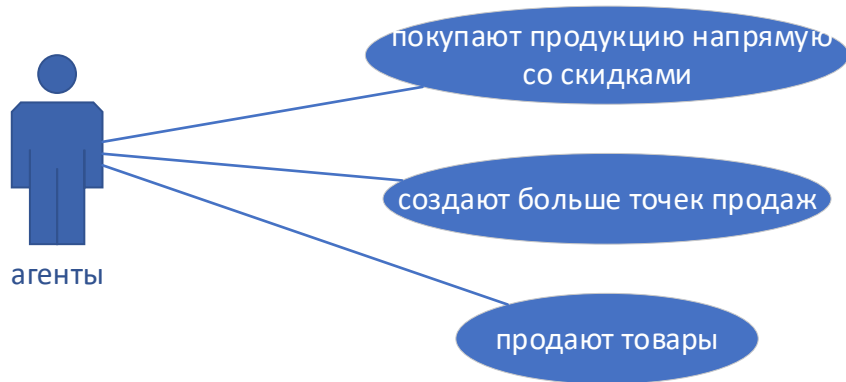 покупают продукцию напрямую
со скидками
создают больше точек продаж
агенты
продают товары